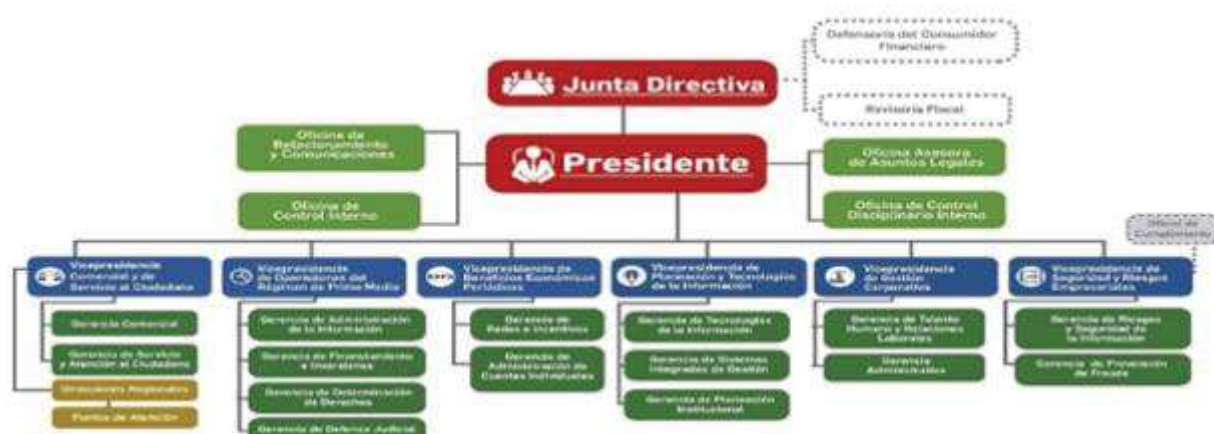 Defensoría del Consumidor
Financiero
Junta Directiva
Revisoría Fiscal
Oficina de
Relacionamiento
y Comunicaciones
Presidente
Oficina Asesora
de Asuntos Legales
Oficina de
Control Interno
Oficina de Control
Disciplinario Interno
Oficial de
Cumplimiento
Vicepresidencia
Comercial y de
Servicio al Ciudadano
Vicepresidencia
de Operaciones del
Régimen de Prima Media
Vicepresidencia de
Beneficios Económicos
Periódicos
Vicepresidencia de
Planeación y Tecnologías
de la Información
Vicepresidencia
de Gestión
Corporativa
Vicepresidencia de
Seguridad y Riesgos
Empresariales
Gerencia Comercial
Gerencia de Servicio
y Atención al Ciudadano
Direcciones Regionales
Puntos de Atención
Gerencia de Administración
de la Información
Gerencia de Financiamiento
e Inversiones
Gerencia de Determinación
de Derechos
Gerencia de Defensa Judicial
Gerencia de
Redes e Incentivos
Gerencia de
Administración de
Cuentas Individuales
Gerencia de Tecnologías
de la Información
Gerencia de Sistemas
Integrados de Gestión
Gerencia de Planeación
Institucional
Gerencia de Talento
Humano y Relaciones
Laborales
Gerencia
Administrativa
Gerencia de Riesgos
y Seguridad de
la Información
Gerencia de Prevención
de Fraude